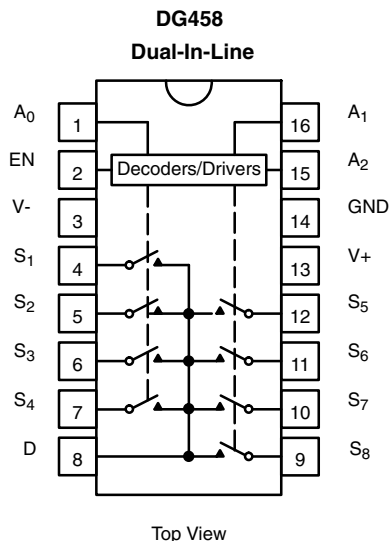 DG458
Dual-In-Line
A0 1 16 A1
EN 2 Decoders/Drivers 15 A2
V- 3 14 GND
S1 4 13 V+
S2 5 12 S5
S3 6 11 S6
S4 7 10 S7
D 8 9 S8
Top View